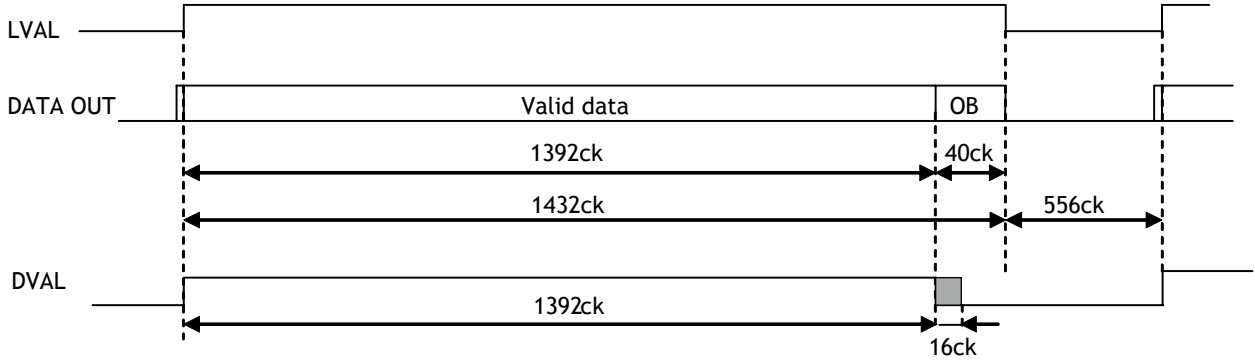 LVAL
DATA OUT
Valid data
OB
1392ck
40ck
1432ck
556ck
DVAL
1392ck
16ck